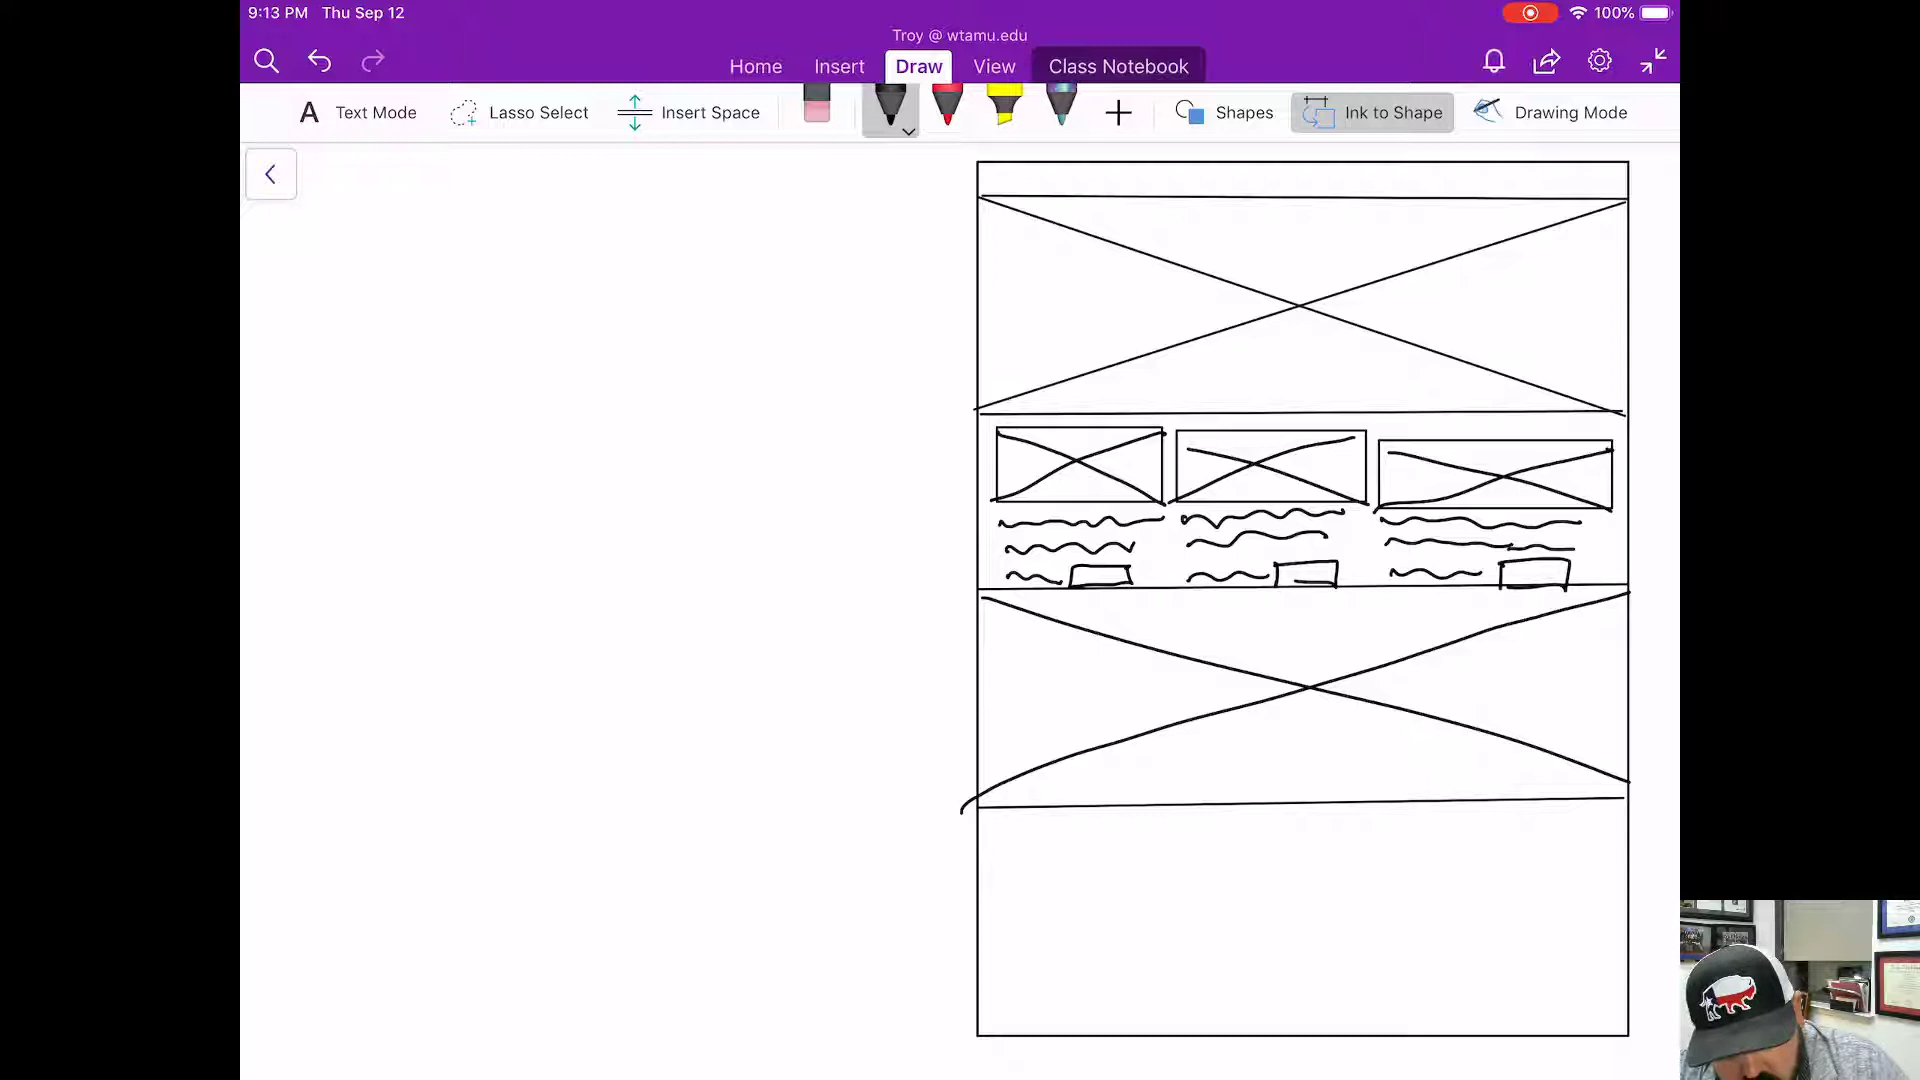 9:13 PM Thu Sep 12
100%
Troy @ wtamu.edu
Home Insert Draw View Class Notebook
A Text Mode Lasso Select Insert Space Shapes Ink to Shape Drawing Mode